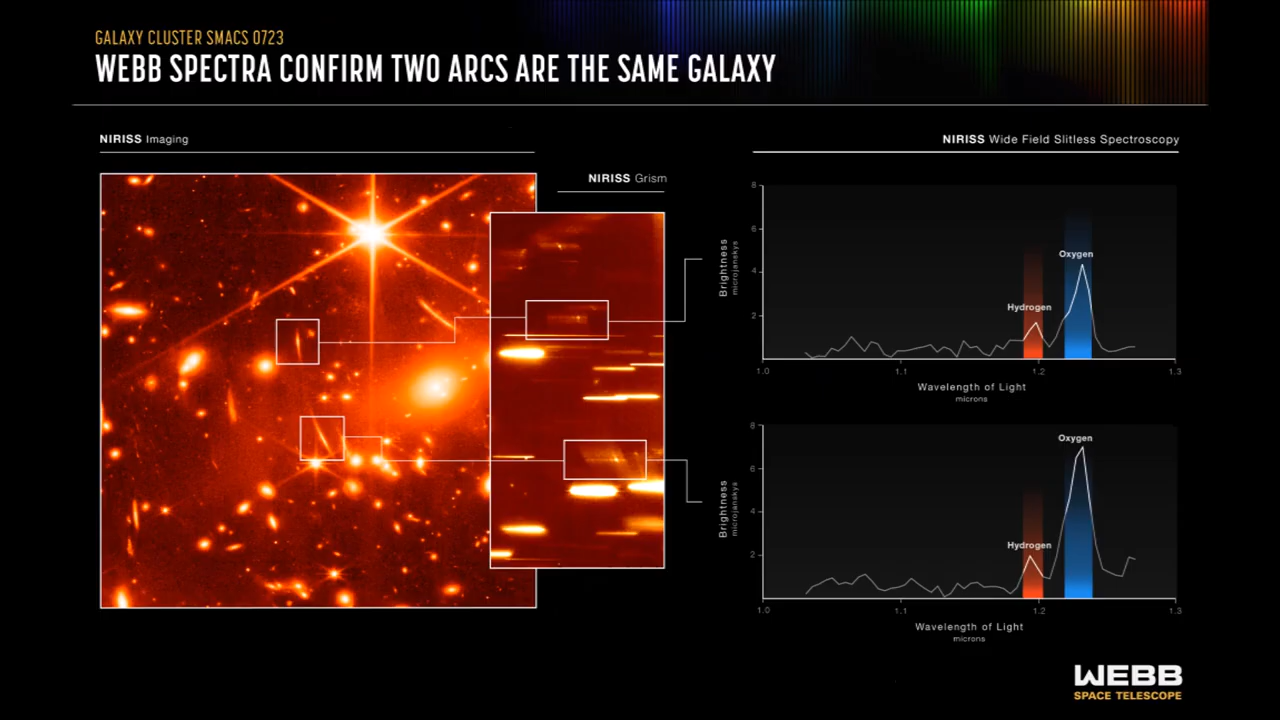 GALAXY CLUSTER SMACS 0723
WEBB SPECTRA CONFIRM TWO ARCS ARE THE SAME GALAXY
NIRISS Imaging
NIRISS Grism
NIRISS Wide Field Slitless Spectroscopy
8
6
4
2
Brightness
microjanskys
Hydrogen
Oxygen
1.0
1.1
1.2
1.3
Wavelength of Light
microns
8
6
4
2
Brightness
microjanskys
Hydrogen
Oxygen
1.0
1.1
1.2
1.3
Wavelength of Light
microns
WEBB
SPACE TELESCOPE